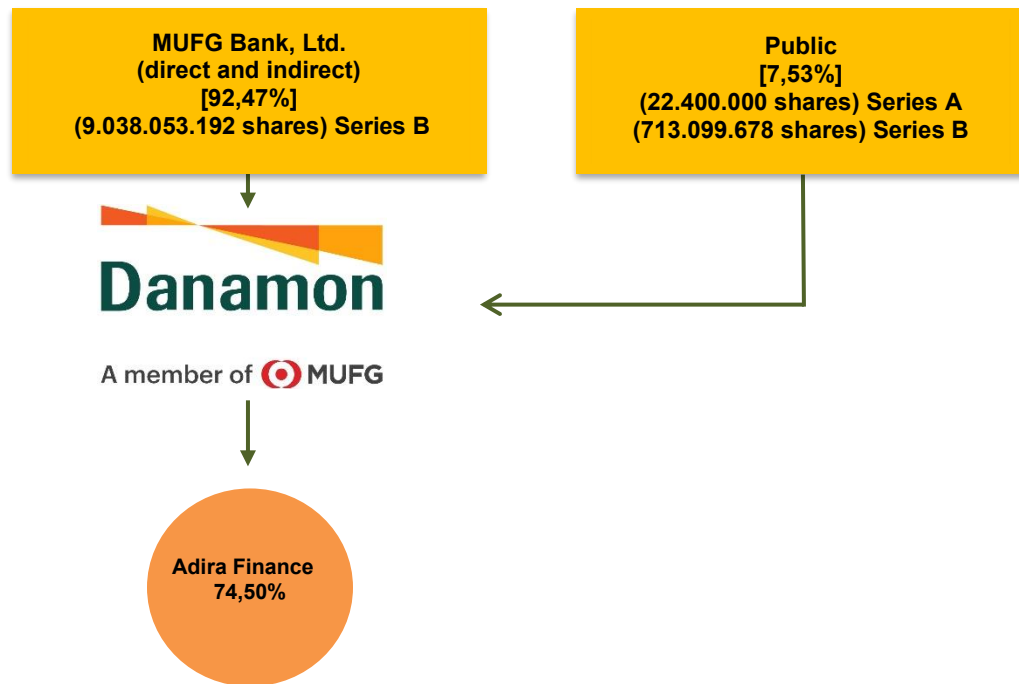 MUFG Bank, Ltd.
(direct and indirect)
[92,47%]
(9.038.053.192 shares) Series B
Public
[7,53%]
(22.400.000 shares) Series A
(713.099.678 shares) Series B
Danamon
A member of MUFG
Adira Finance
74,50%